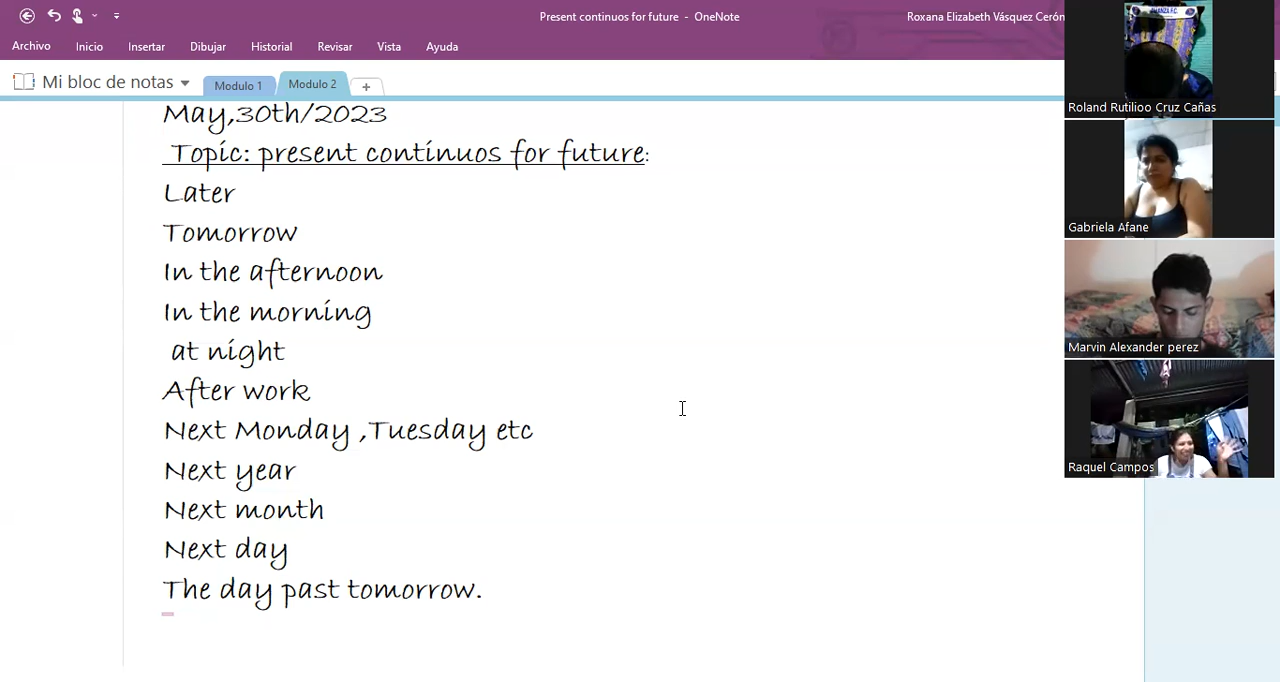 Present continuos for future - OneNote
Roxana Elizabeth Vásquez Cerón
Archivo
Inicio
Insertar
Dibujar
Historial
Revisar
Vista
Ayuda
Mi bloc de notas
Modulo 1
Modulo 2
May,30th/2023
Topic: present continuos for future:
Later
Tomorrow
In the afternoon
In the morning
at night
After work
Next Monday ,Tuesday etc
Next year
Next month
Next day
The day past tomorrow.
Roland Rutilioo Cruz Cañas
Gabriela Afane
Marvin Alexander perez
Raquel Campos